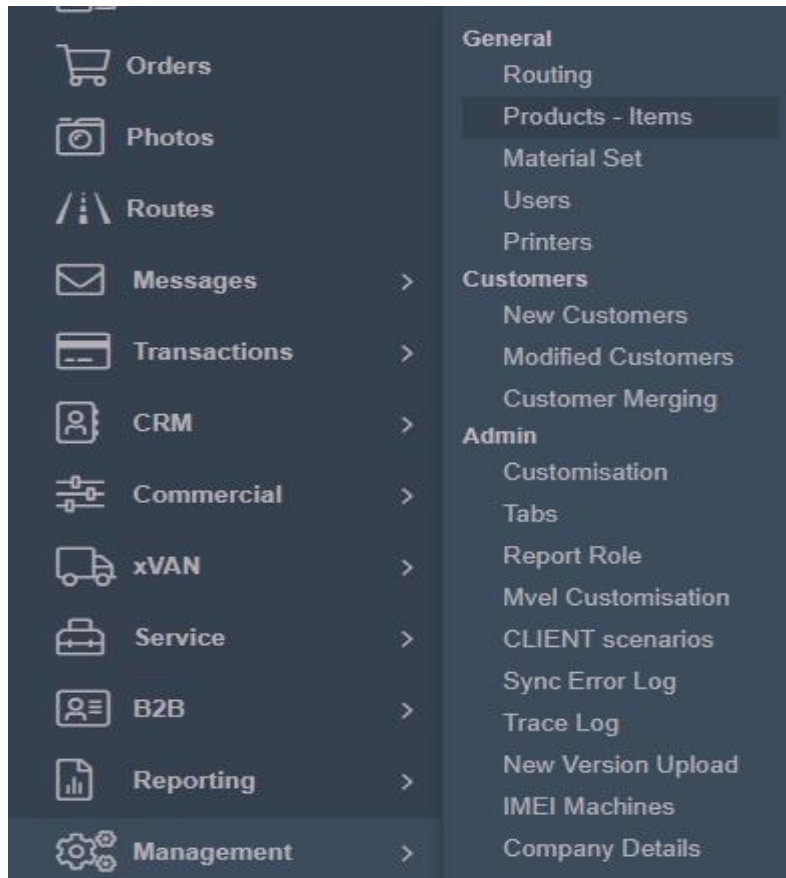 Orders
Photos
Routes
Messages
Transactions
CRM
Commercial
xVAN
Service
B2B
Reporting
Management
General
Routing
Products - Items
Material Set
Users
Printers
Customers
New Customers
Modified Customers
Customer Merging
Admin
Customisation
Tabs
Report Role
Mvel Customisation
CLIENT scenarios
Sync Error Log
Trace Log
New Version Upload
IMEI Machines
Company Details